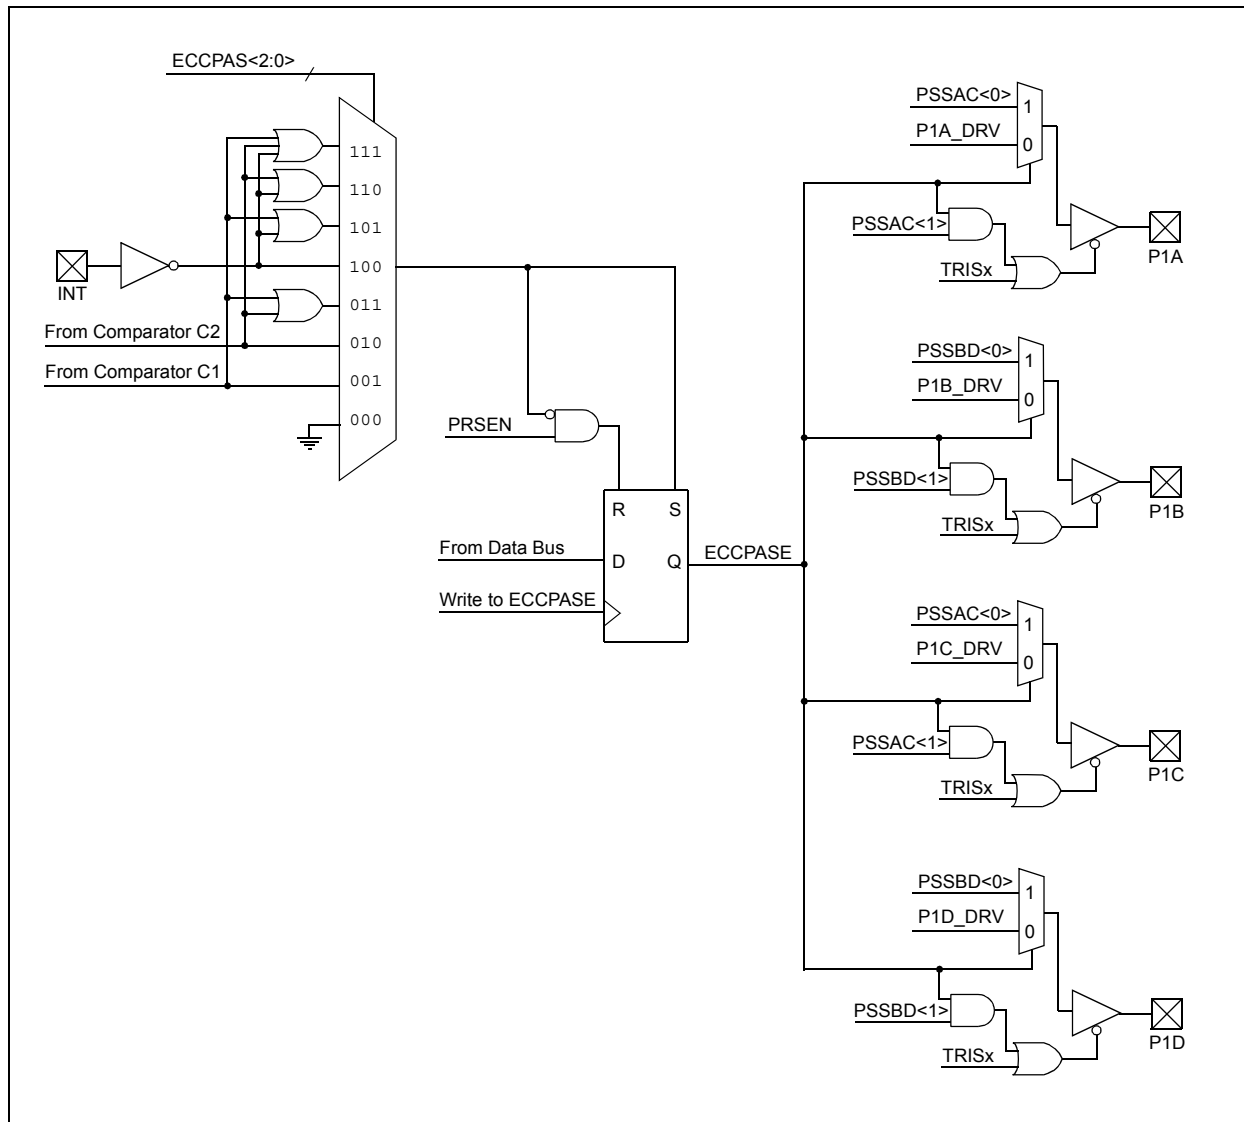 ECCPAS<2:0>
111
110
101
100
011
010
001
000
INT
From Comparator C2
From Comparator C1
PRSEN
R S
From Data Bus
D Q
ECCPASE
Write to ECCPASE
PSSAC<0>
1
P1A_DRV
0
PSSAC<1>
TRISx
P1A
PSSBD<0>
1
P1B_DRV
0
PSSBD<1>
TRISx
P1B
PSSAC<0>
1
P1C_DRV
0
PSSAC<1>
TRISx
P1C
PSSBD<0>
1
P1D_DRV
0
PSSBD<1>
TRISx
P1D